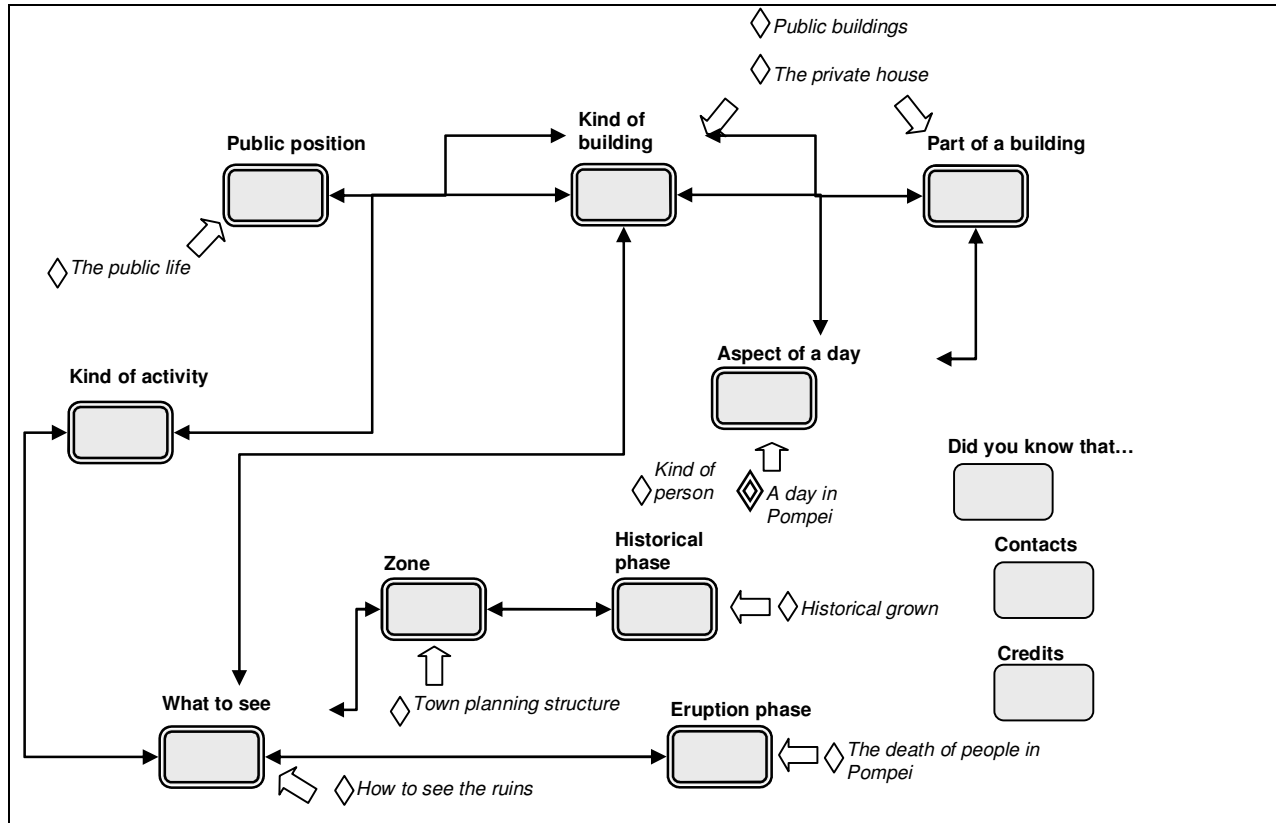 Public buildings
The private house
Kind of
building
Public position
Part of a building
The public life
Aspect of a day
Kind of activity
Did you know that…
Kind of
person
A day in
Pompei
Historical
phase
Contacts
Zone
Historical grown
Credits
What to see
Town planning structure
Eruption phase
The death of people in
Pompei
How to see the ruins